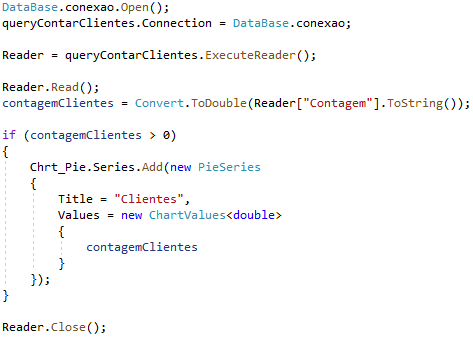 DataBase.conexao.Open();
queryContarClientes.Connection = DataBase.conexao;
Reader = queryContarClientes.ExecuteReader();
Reader.Read();
contagemClientes = Convert.ToDouble(Reader["Contagem"].ToString());
if (contagemClientes > 0)
{
    Chrt_Pie.Series.Add(new PieSeries
    {
        Title = "Clientes",
        Values = new ChartValues<double>
        {
            contagemClientes
        }
    });
}
Reader.Close();